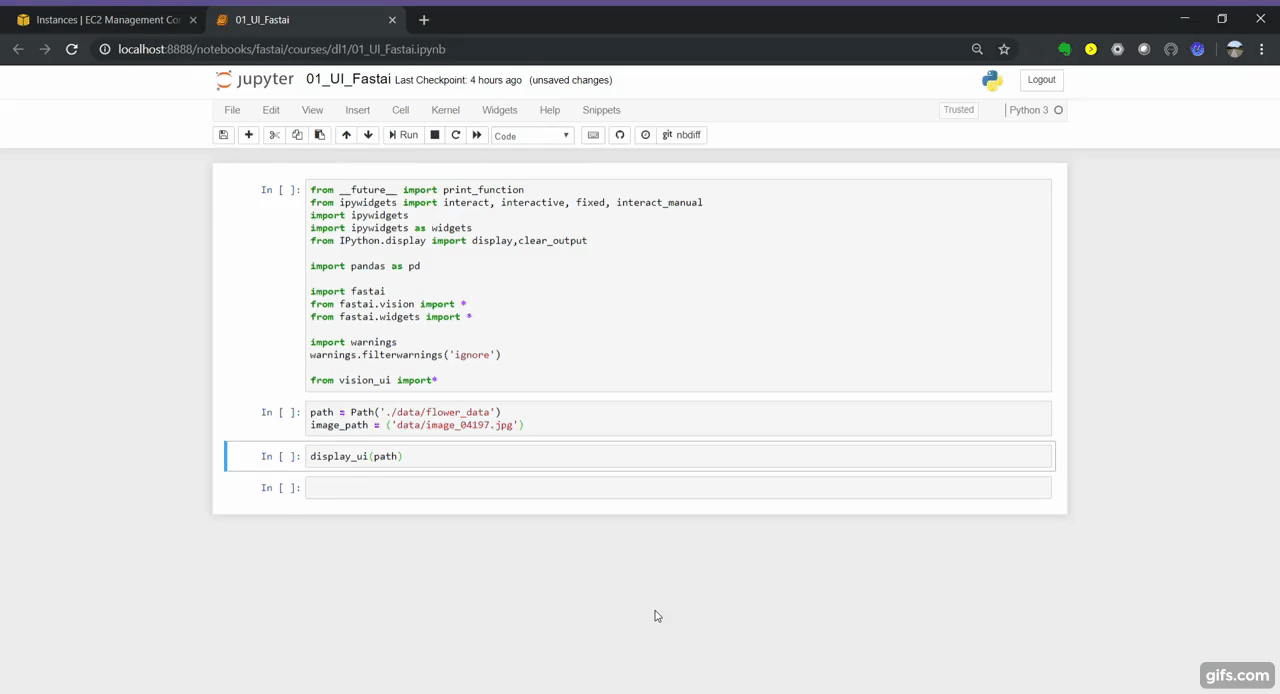 Instances | EC2 Management Con
01_UI_Fastai
localhost:8888/notebooks/fastai/courses/dl1/01_UI_Fastai.ipynb
jupyter 01_UI_Fastai Last Checkpoint: 4 hours ago (unsaved changes)
Logout
File Edit View Insert Cell Kernel Widgets Help Snippets
Trusted
Python 3
Run
Code
git nbdiff
In [ ]:
from __future__ import print_function
from ipywidgets import interact, interactive, fixed, interact_manual
import ipywidgets
import ipywidgets as widgets
from IPython.display import display,clear_output
import pandas as pd
import fastai
from fastai.vision import *
from fastai.widgets import *
import warnings
warnings.filterwarnings('ignore')
from vision_ui import*
In [ ]:
path = Path('./data/flower_data')
image_path = ('data/image_04197.jpg')
In [ ]:
display_ui(path)
In [ ]:
gifs.com